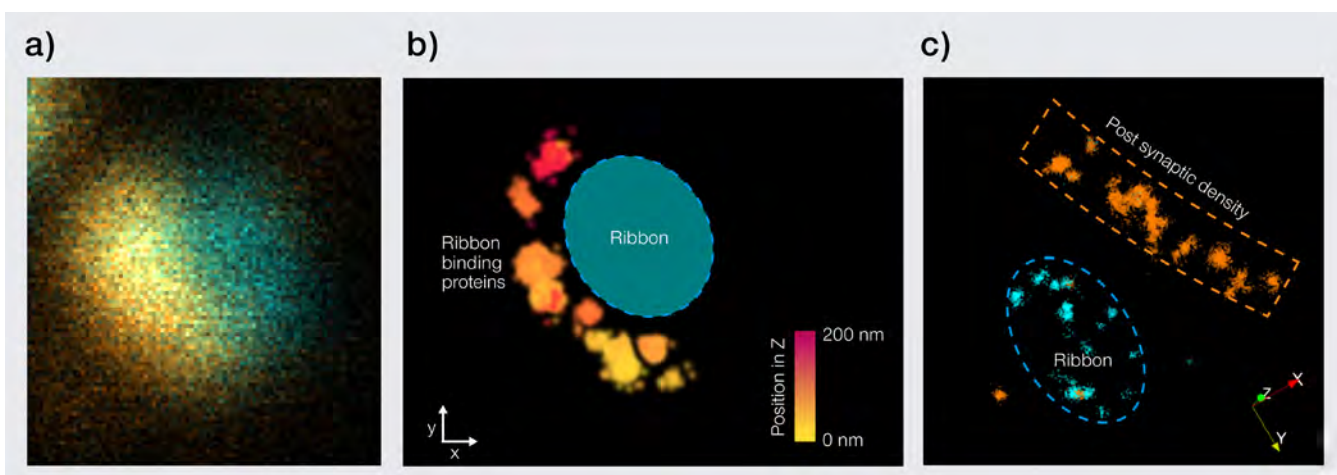 a)
b)
c)
Ribbon
Ribbon
binding
proteins
Position in Z
200 nm
0 nm
y
x
Post synaptic density
Ribbon
X
Z
Y